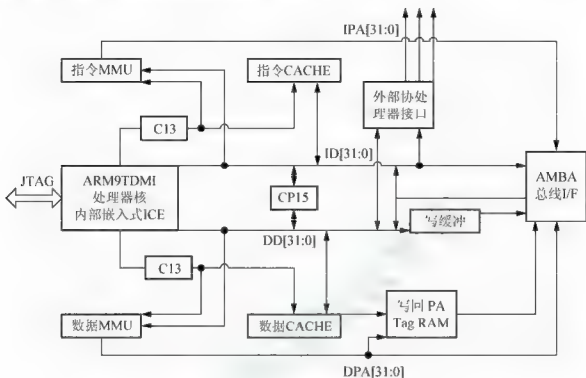 IPA[31:0]
指令MMU
指令CACHE
外部协处
理器接口
C13
ID[31:0]
JTAG
ARM9TDMI
处理器核
内部嵌入式ICE
CP15
AMBA
总线I/F
DD[31:0]
写缓冲
C13
数据MMU
数据CACHE
写回 PA
Tag RAM
DPA[31:0]